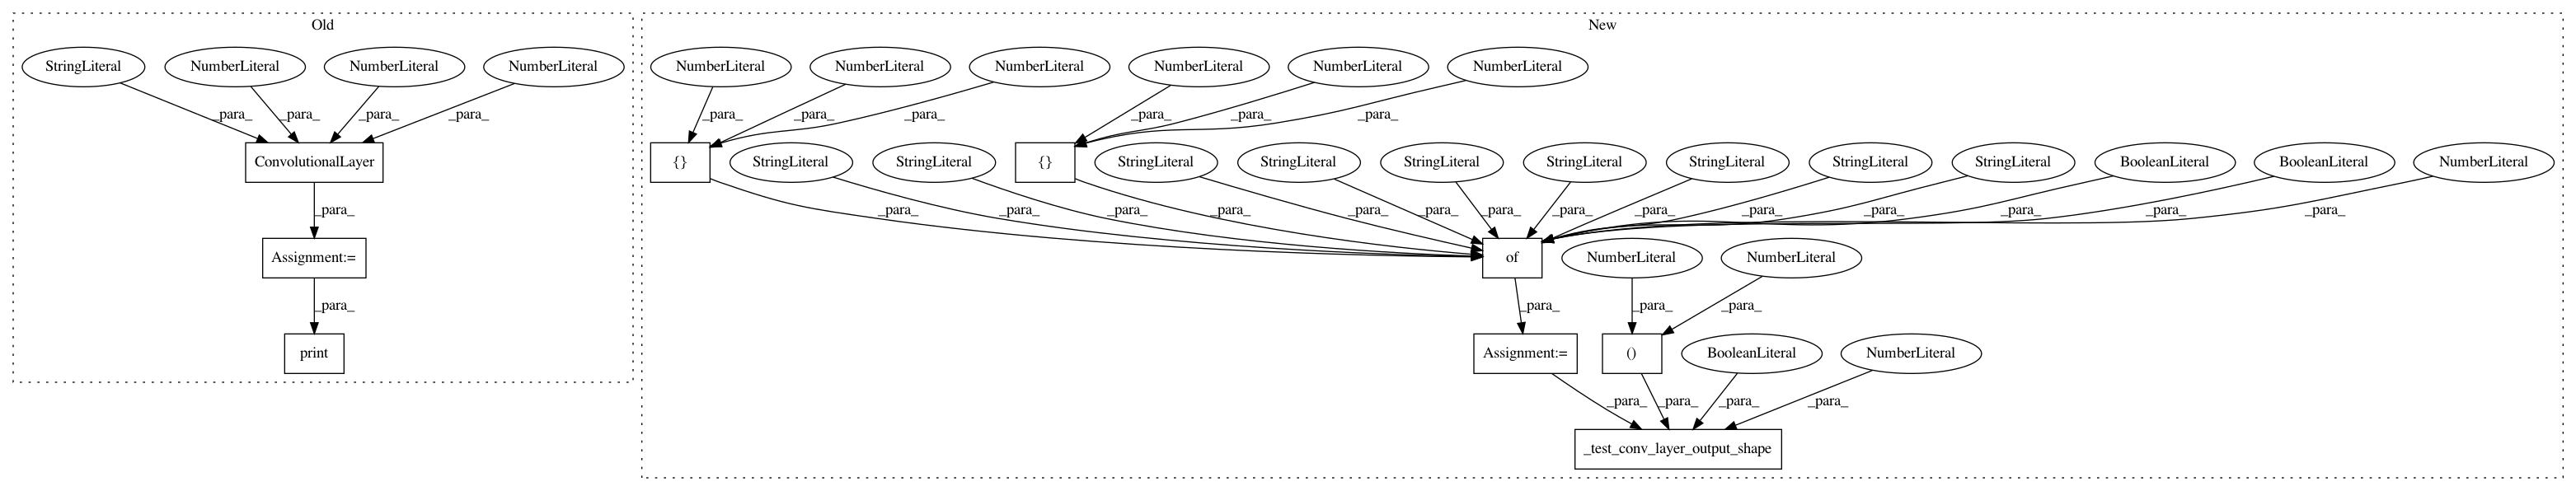 Old
New
StringLiteral NumberLiteral NumberLiteral NumberLiteral
NumberLiteral NumberLiteral NumberLiteral NumberLiteral NumberLiteral NumberLiteral
_para_ _para_ _para_ _para_
_para_ _para_ _para_ _para_ _para_ _para_
ConvolutionalLayer
{} StringLiteral StringLiteral {} StringLiteral StringLiteral StringLiteral StringLiteral StringLiteral StringLiteral StringLiteral BooleanLiteral BooleanLiteral NumberLiteral
_para_
_para_ _para_ _para_ _para_ _para_ _para_ _para_ _para_ _para_ _para_ _para_ _para_ _para_ _para_
Assignment:=
of NumberLiteral NumberLiteral
_para_
_para_ _para_ _para_
print
Assignment:= () BooleanLiteral NumberLiteral
_para_ _para_ _para_ _para_
_test_conv_layer_output_shape